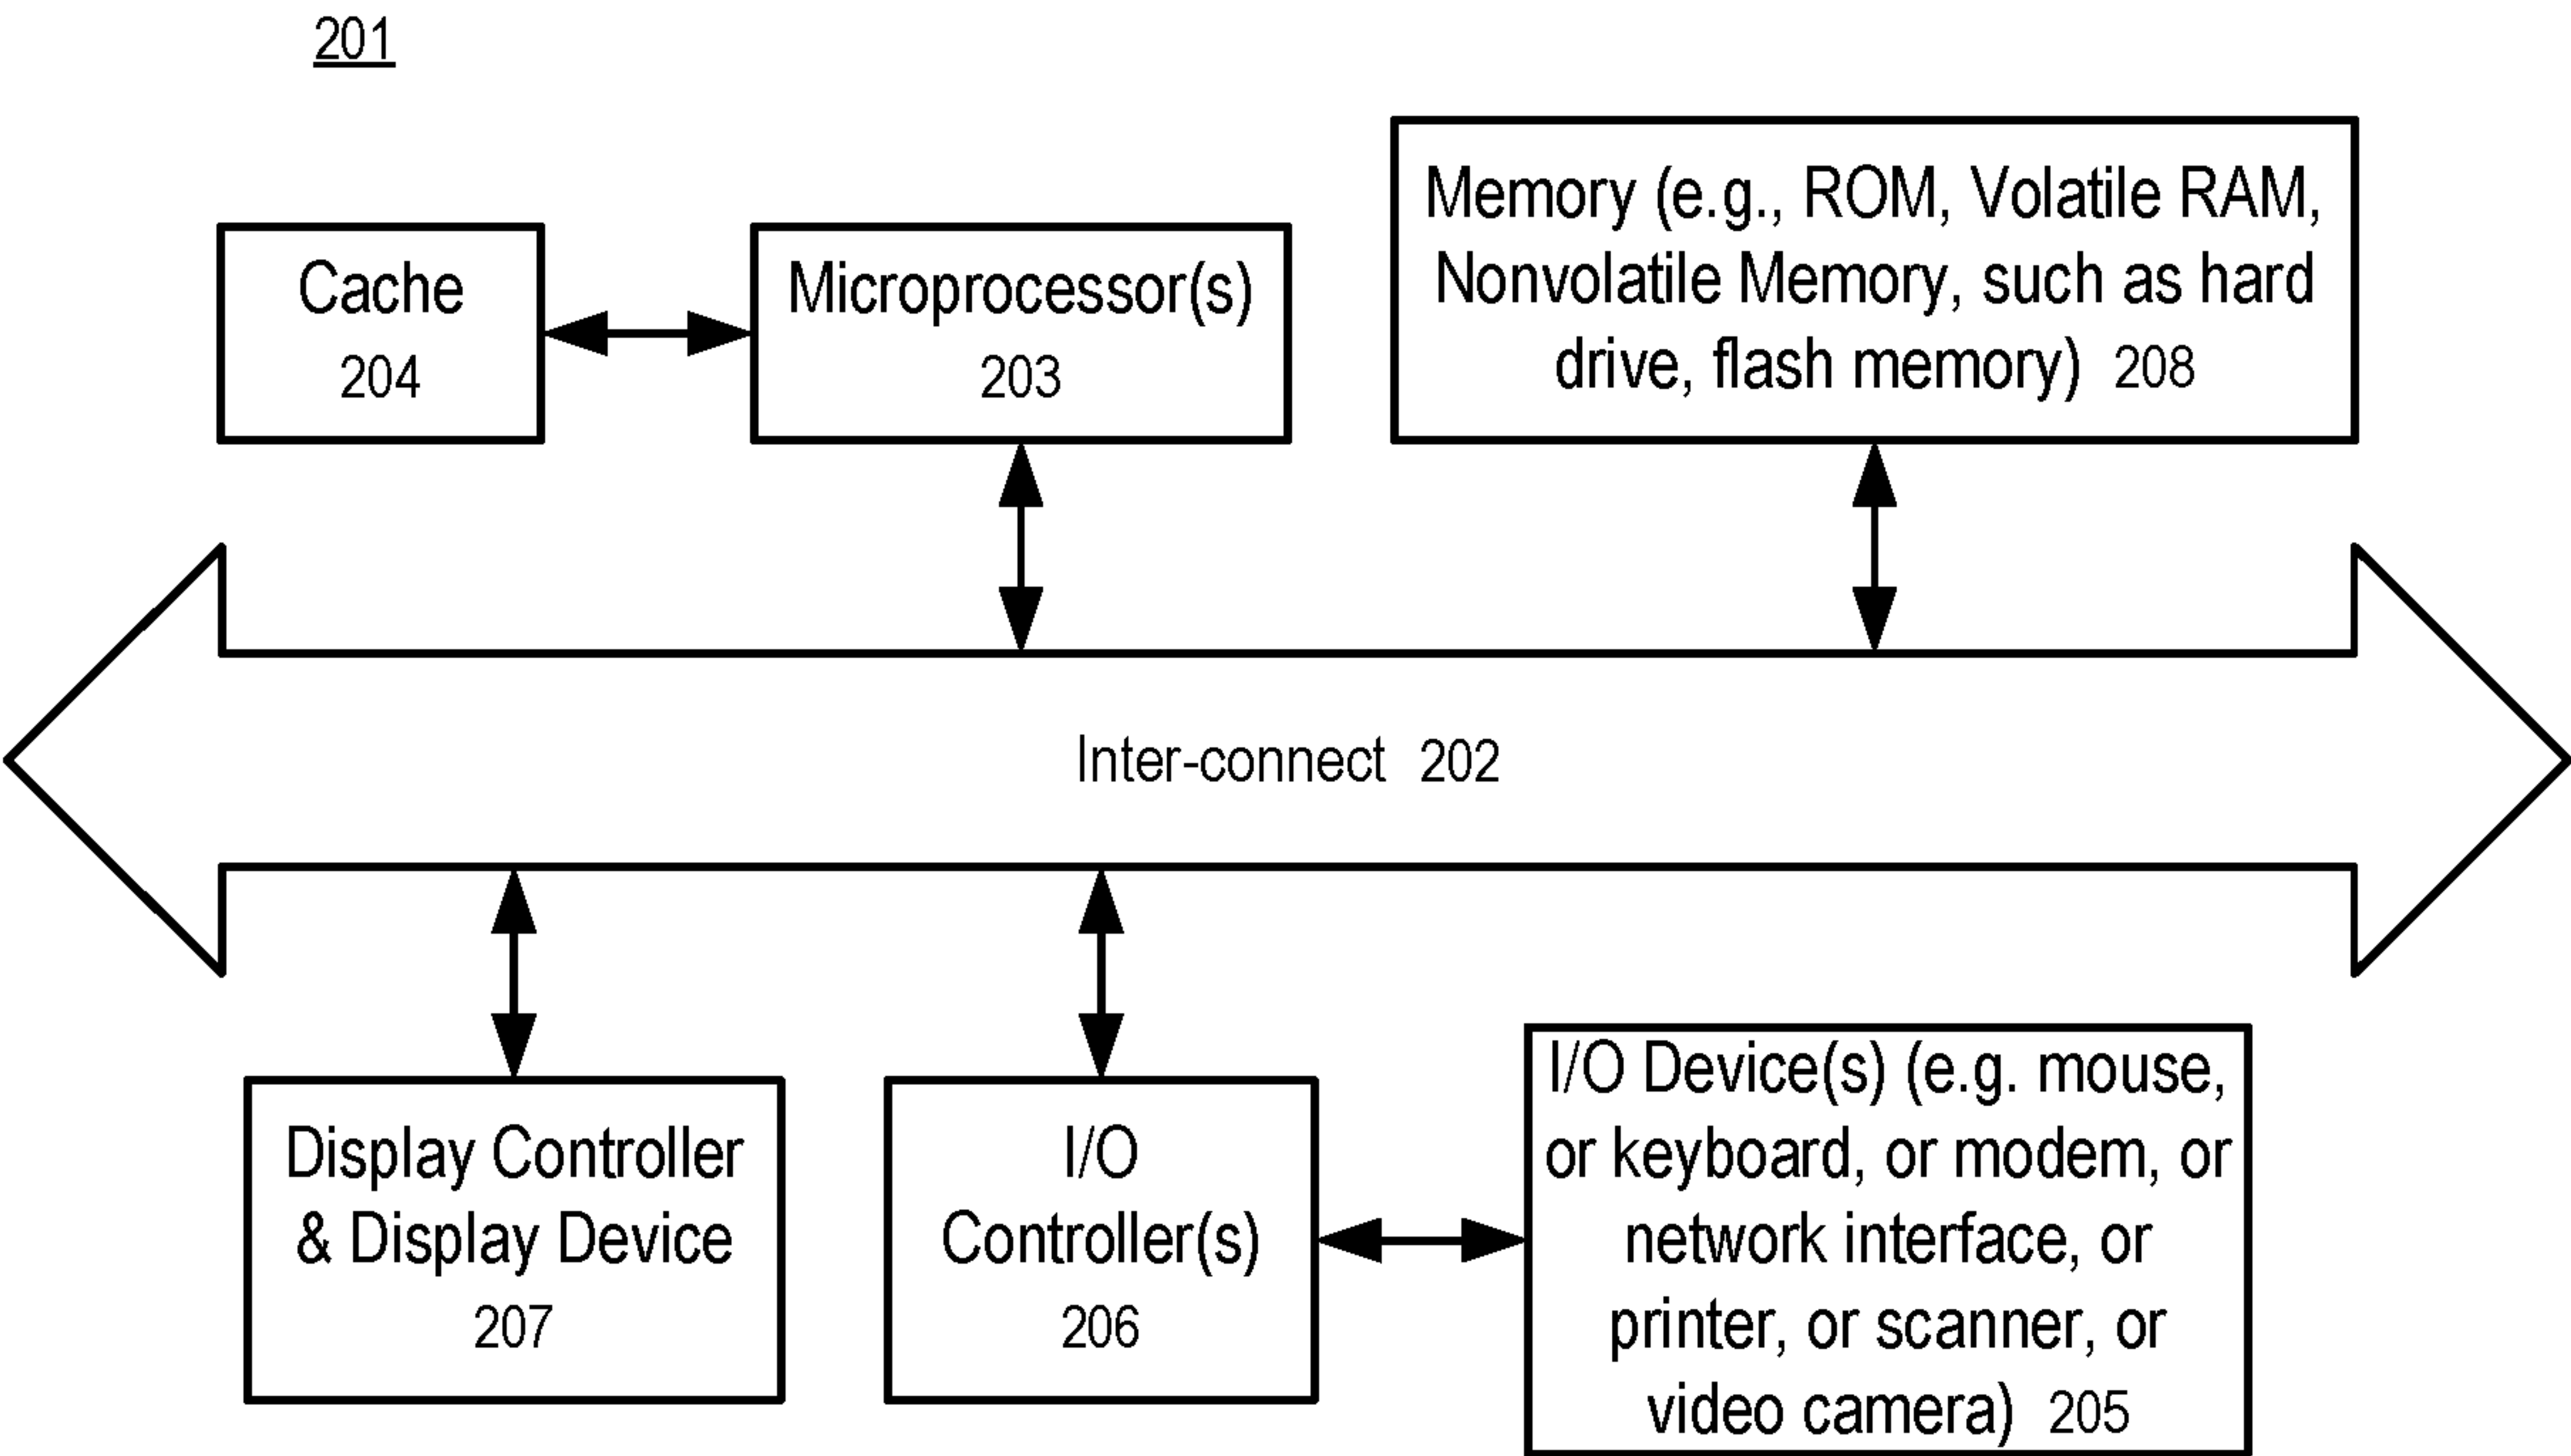 201
Cache
204
Microprocessor(s)
203
Memory (e.g., ROM, Volatile RAM,
Nonvolatile Memory, such as hard
drive, flash memory) 208
Inter-connect 202
Display Controller
& Display Device
207
I/O
Controller(s)
206
I/O Device(s) (e.g. mouse,
or keyboard, or modem, or
network interface, or
printer, or scanner, or
video camera) 205